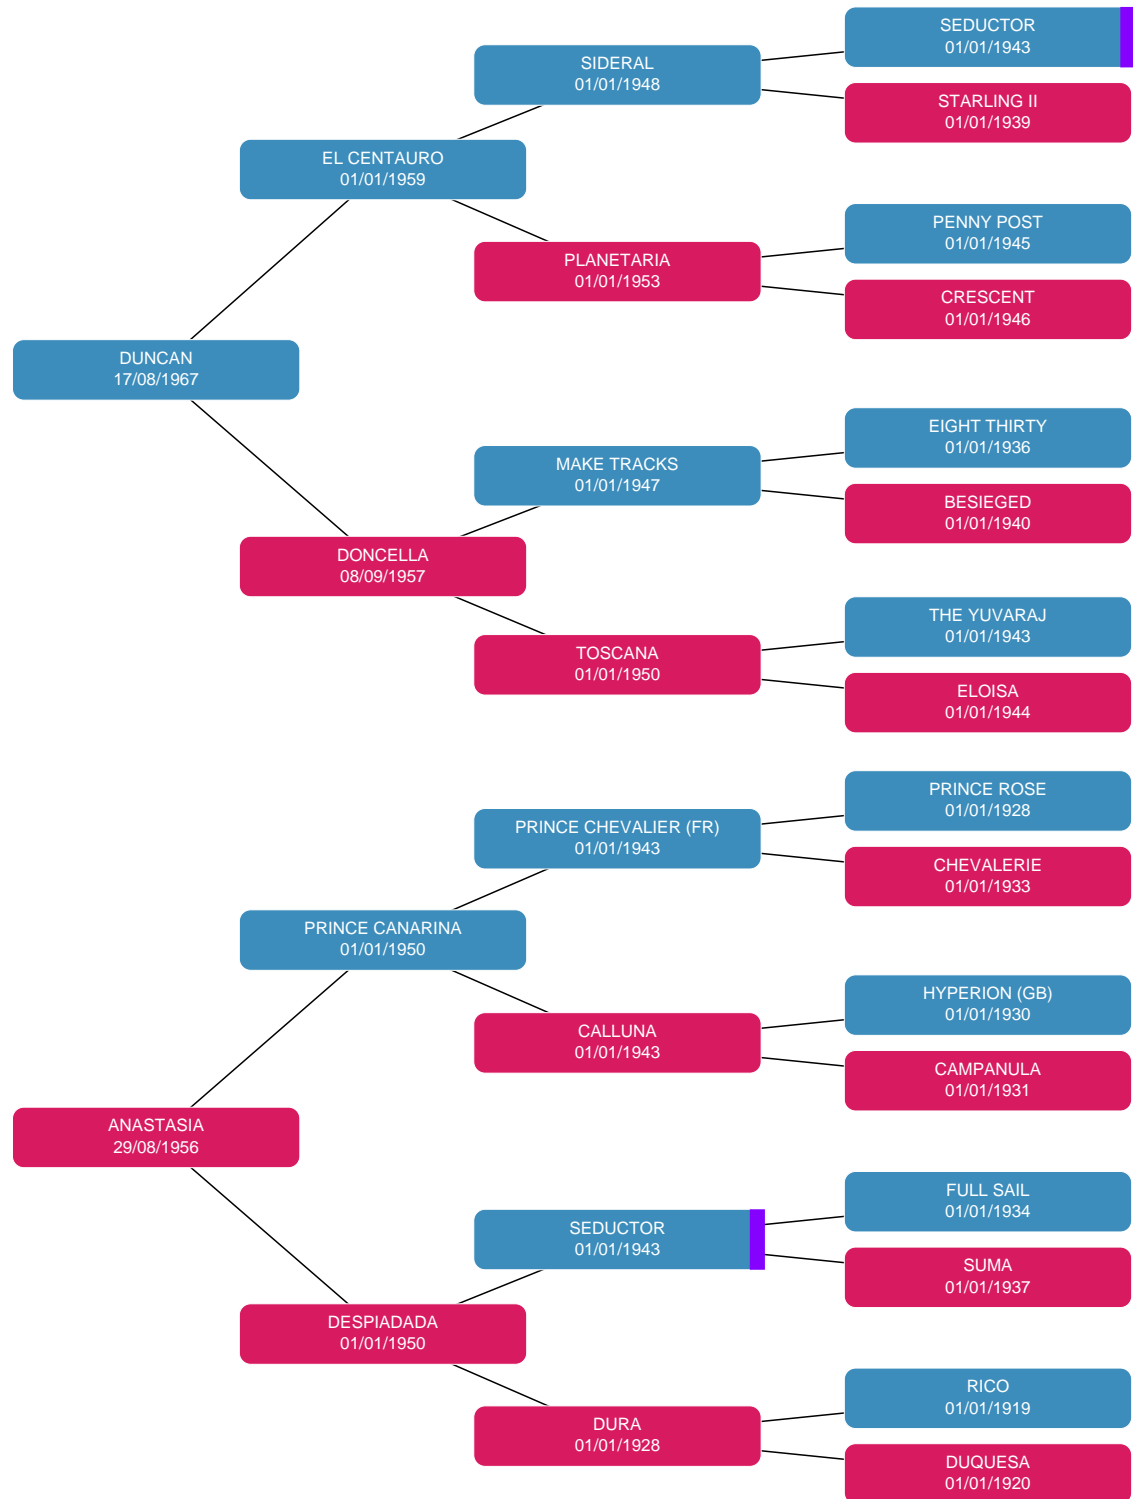 SEDUCTOR
01/01/1943
SIDERAL
01/01/1948
STARLING II
01/01/1939
EL CENTAURO
01/01/1959
PENNY POST
01/01/1945
PLANETARIA
01/01/1953
CRESCENT
01/01/1946
DUNCAN
17/08/1967
EIGHT THIRTY
01/01/1936
MAKE TRACKS
01/01/1947
BESIEGED
01/01/1940
DONCELLA
08/09/1957
THE YUVARAJ
01/01/1943
TOSCANA
01/01/1950
ELOISA
01/01/1944
PRINCE ROSE
01/01/1928
PRINCE CHEVALIER (FR)
01/01/1943
CHEVALERIE
01/01/1933
PRINCE CANARINA
01/01/1950
HYPERION (GB)
01/01/1930
CALLUNA
01/01/1943
CAMPANULA
01/01/1931
ANASTASIA
29/08/1956
FULL SAIL
01/01/1934
SEDUCTOR
01/01/1943
SUMA
01/01/1937
DESPIADADA
01/01/1950
RICO
01/01/1919
DURA
01/01/1928
DUQUESA
01/01/1920